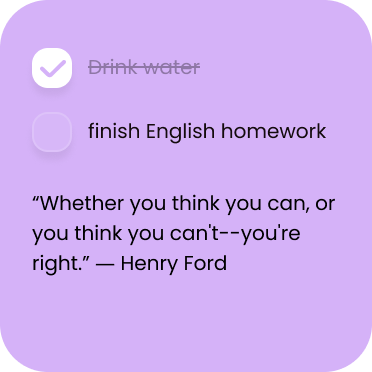 Drink water
finish English homework
“Whether you think you can, or
you think you can't--you're
right.” ― Henry Ford